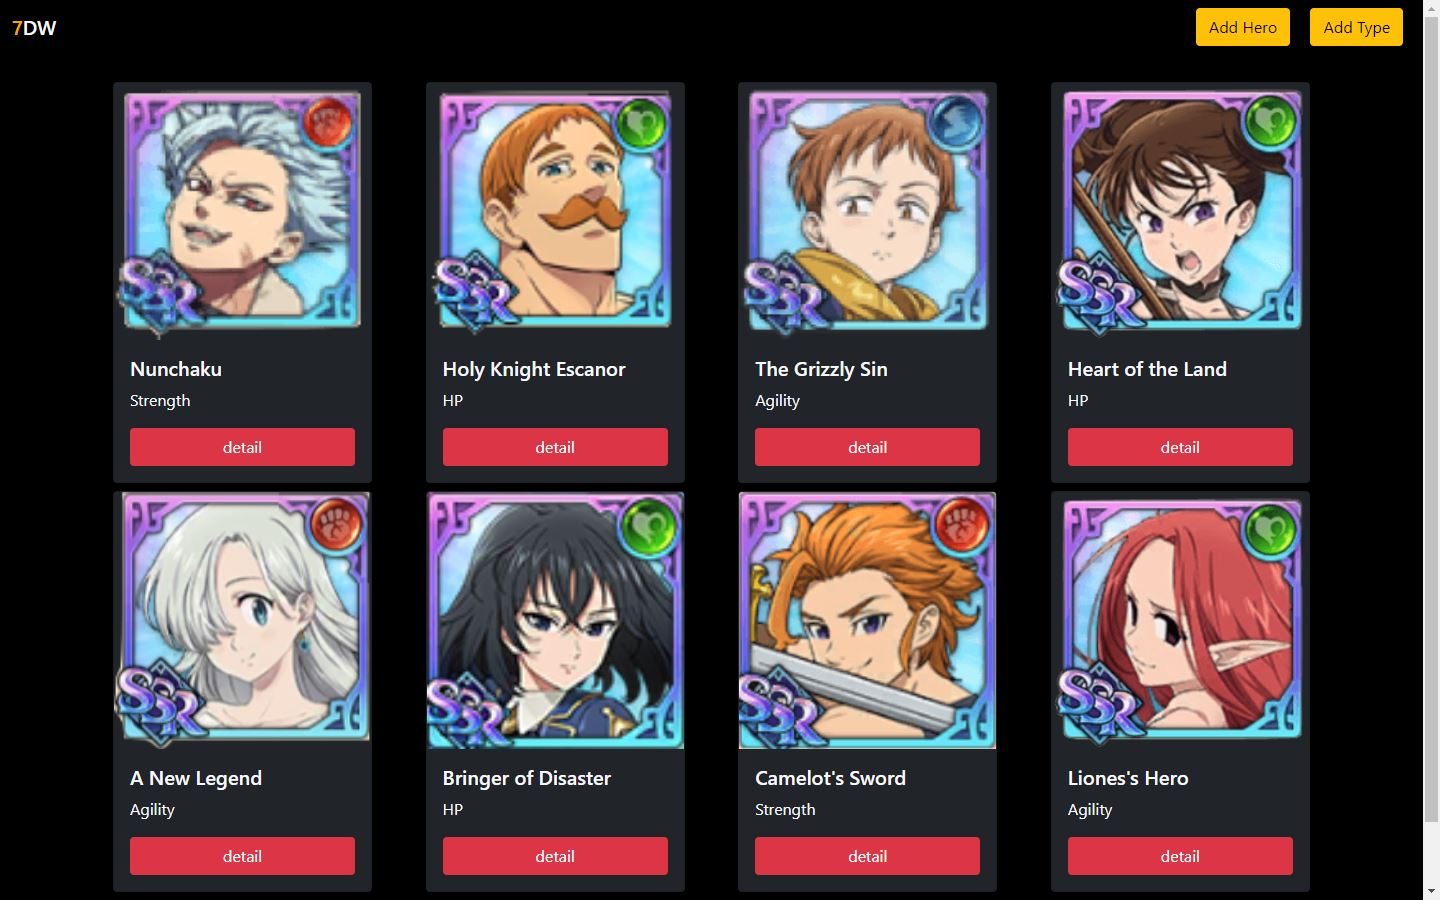 7DW
Add Hero
Add Type
SSR
SSR
SSR
SSR
Nunchaku
Holy Knight Escanor
The Grizzly Sin
Heart of the Land
Strength
HP
Agility
HP
detail
detail
detail
detail
SSR
SSR
SSR
SSR
A New Legend
Bringer of Disaster
Camelot's Sword
Liones's Hero
Agility
HP
Strength
Agility
detail
detail
detail
detail